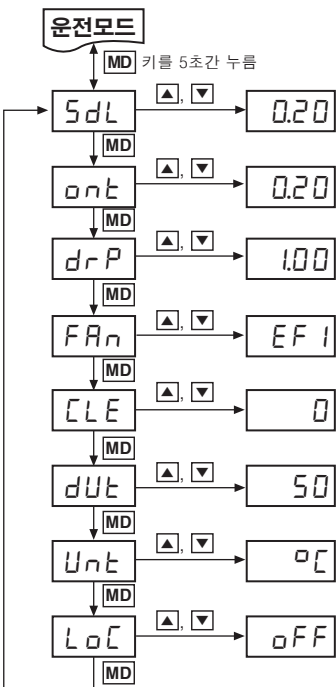 운전모드
MD 키를 5초간 누름
SdL ▲, ▼ 0.20
MD
ont ▲, ▼ 0.20
MD
drP ▲, ▼ 1.00
MD
FAn ▲, ▼ EF1
MD
CLE ▲, ▼ 0
MD
dUt ▲, ▼ 50
MD
Unt ▲, ▼ °C
MD
LoC ▲, ▼ oFF
MD